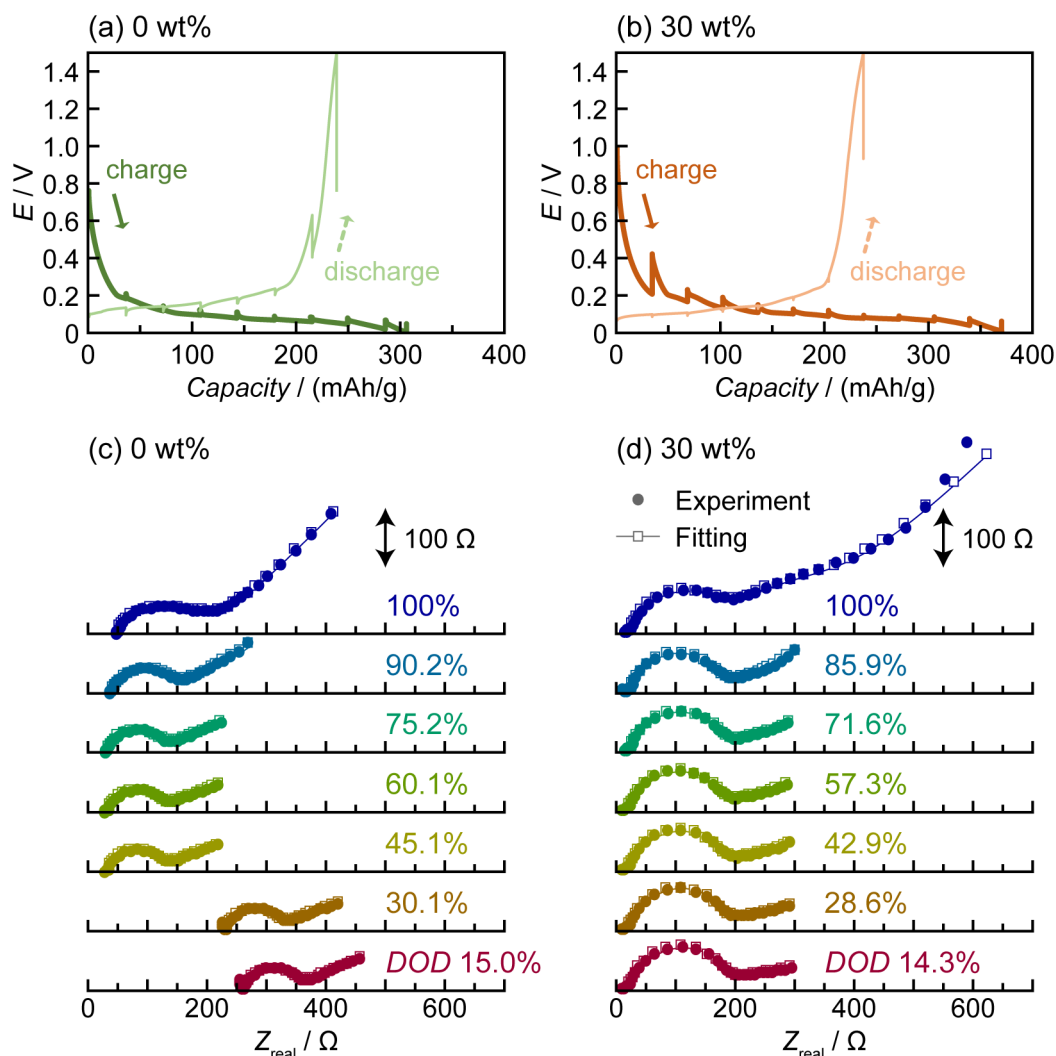 (a) 0 wt%
1.4
1.2
1.0
0.8
0.6
0.4
0.2
0
E / V
charge
discharge
0 100 200 300 400
Capacity / (mAh/g)
(b) 30 wt%
1.4
1.2
1.0
0.8
0.6
0.4
0.2
0
E / V
charge
discharge
0 100 200 300 400
Capacity / (mAh/g)
(c) 0 wt%
100 Ω
100%
90.2%
75.2%
60.1%
45.1%
30.1%
DOD 15.0%
0 200 400 600
Zreal / Ω
(d) 30 wt%
Experiment
Fitting
100 Ω
100%
85.9%
71.6%
57.3%
42.9%
28.6%
DOD 14.3%
0 200 400 600
Zreal / Ω